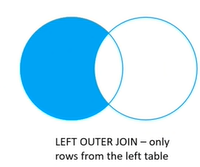 LEFT OUTER JOIN – only
rows from the left table